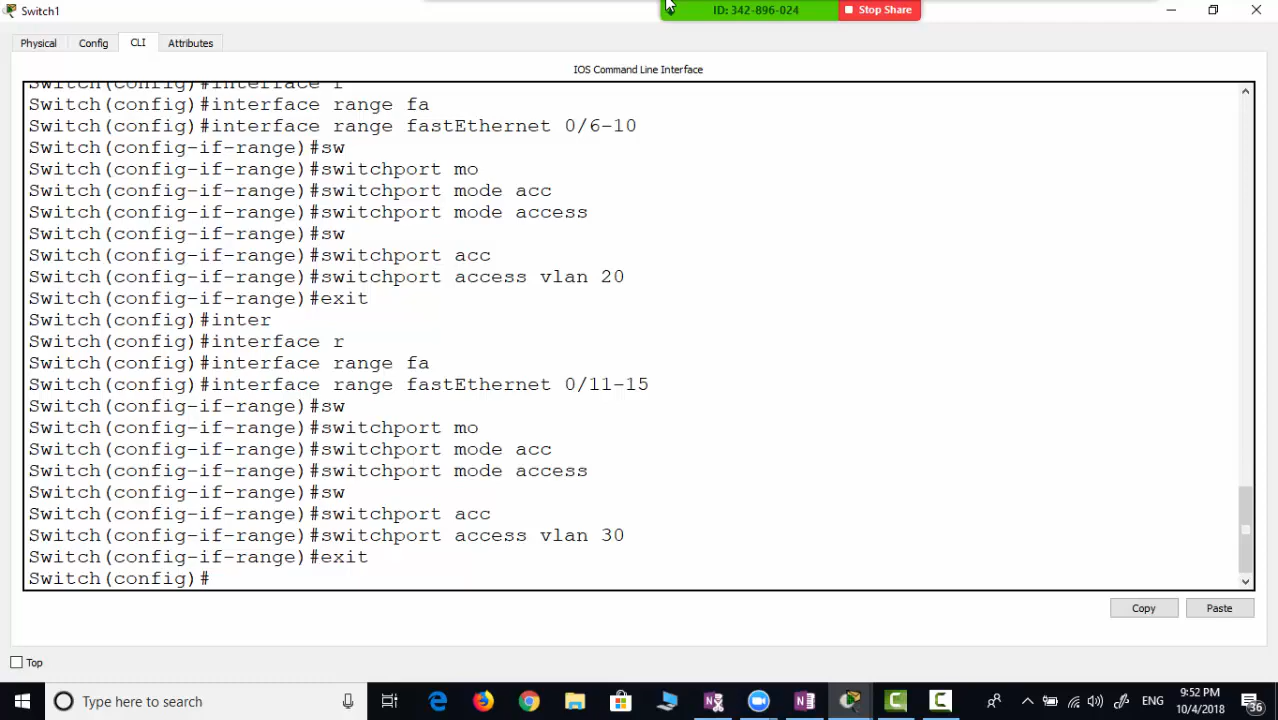 Switch1
ID: 342-896-024
Stop Share
Physical
Config
CLI
Attributes
IOS Command Line Interface
Switch(config)#interface r
Switch(config)#interface range fa
Switch(config)#interface range fastEthernet 0/6-10
Switch(config-if-range)#sw
Switch(config-if-range)#switchport mo
Switch(config-if-range)#switchport mode acc
Switch(config-if-range)#switchport mode access
Switch(config-if-range)#sw
Switch(config-if-range)#switchport acc
Switch(config-if-range)#switchport access vlan 20
Switch(config-if-range)#exit
Switch(config)#inter
Switch(config)#interface r
Switch(config)#interface range fa
Switch(config)#interface range fastEthernet 0/11-15
Switch(config-if-range)#sw
Switch(config-if-range)#switchport mo
Switch(config-if-range)#switchport mode acc
Switch(config-if-range)#switchport mode access
Switch(config-if-range)#sw
Switch(config-if-range)#switchport acc
Switch(config-if-range)#switchport access vlan 30
Switch(config-if-range)#exit
Switch(config)#
Copy
Paste
Top
Type here to search
ENG
9:52 PM
10/4/2018
36